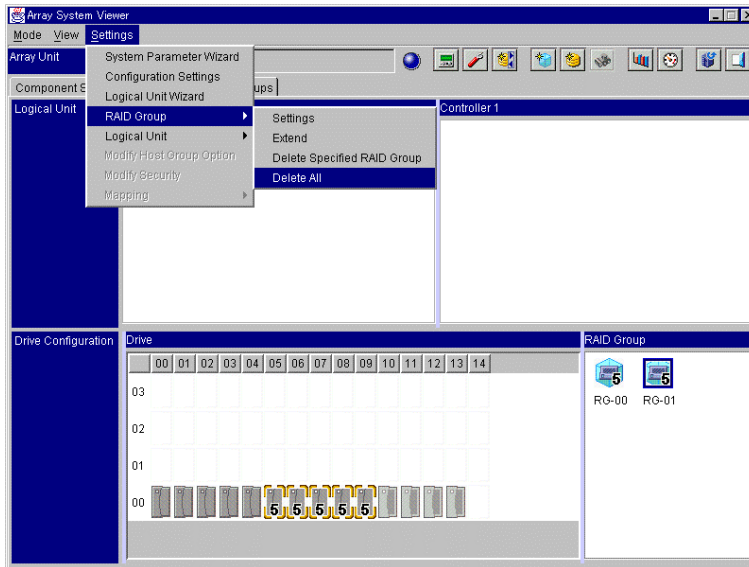 Array System Viewer
Mode View Settings
Array Unit
System Parameter Wizard
Configuration Settings
Logical Unit Wizard
RAID Group
Logical Unit
Modify Host Group Option
Modify Security
Mapping
Settings
Extend
Delete Specified RAID Group
Delete All
Component S
ups
Logical Unit
Controller 1
Drive Configuration
Drive
RAID Group
00 01 02 03 04 05 06 07 08 09 10 11 12 13 14
03
02
01
00
5 5 5 5 5
5 5
RG-00 RG-01